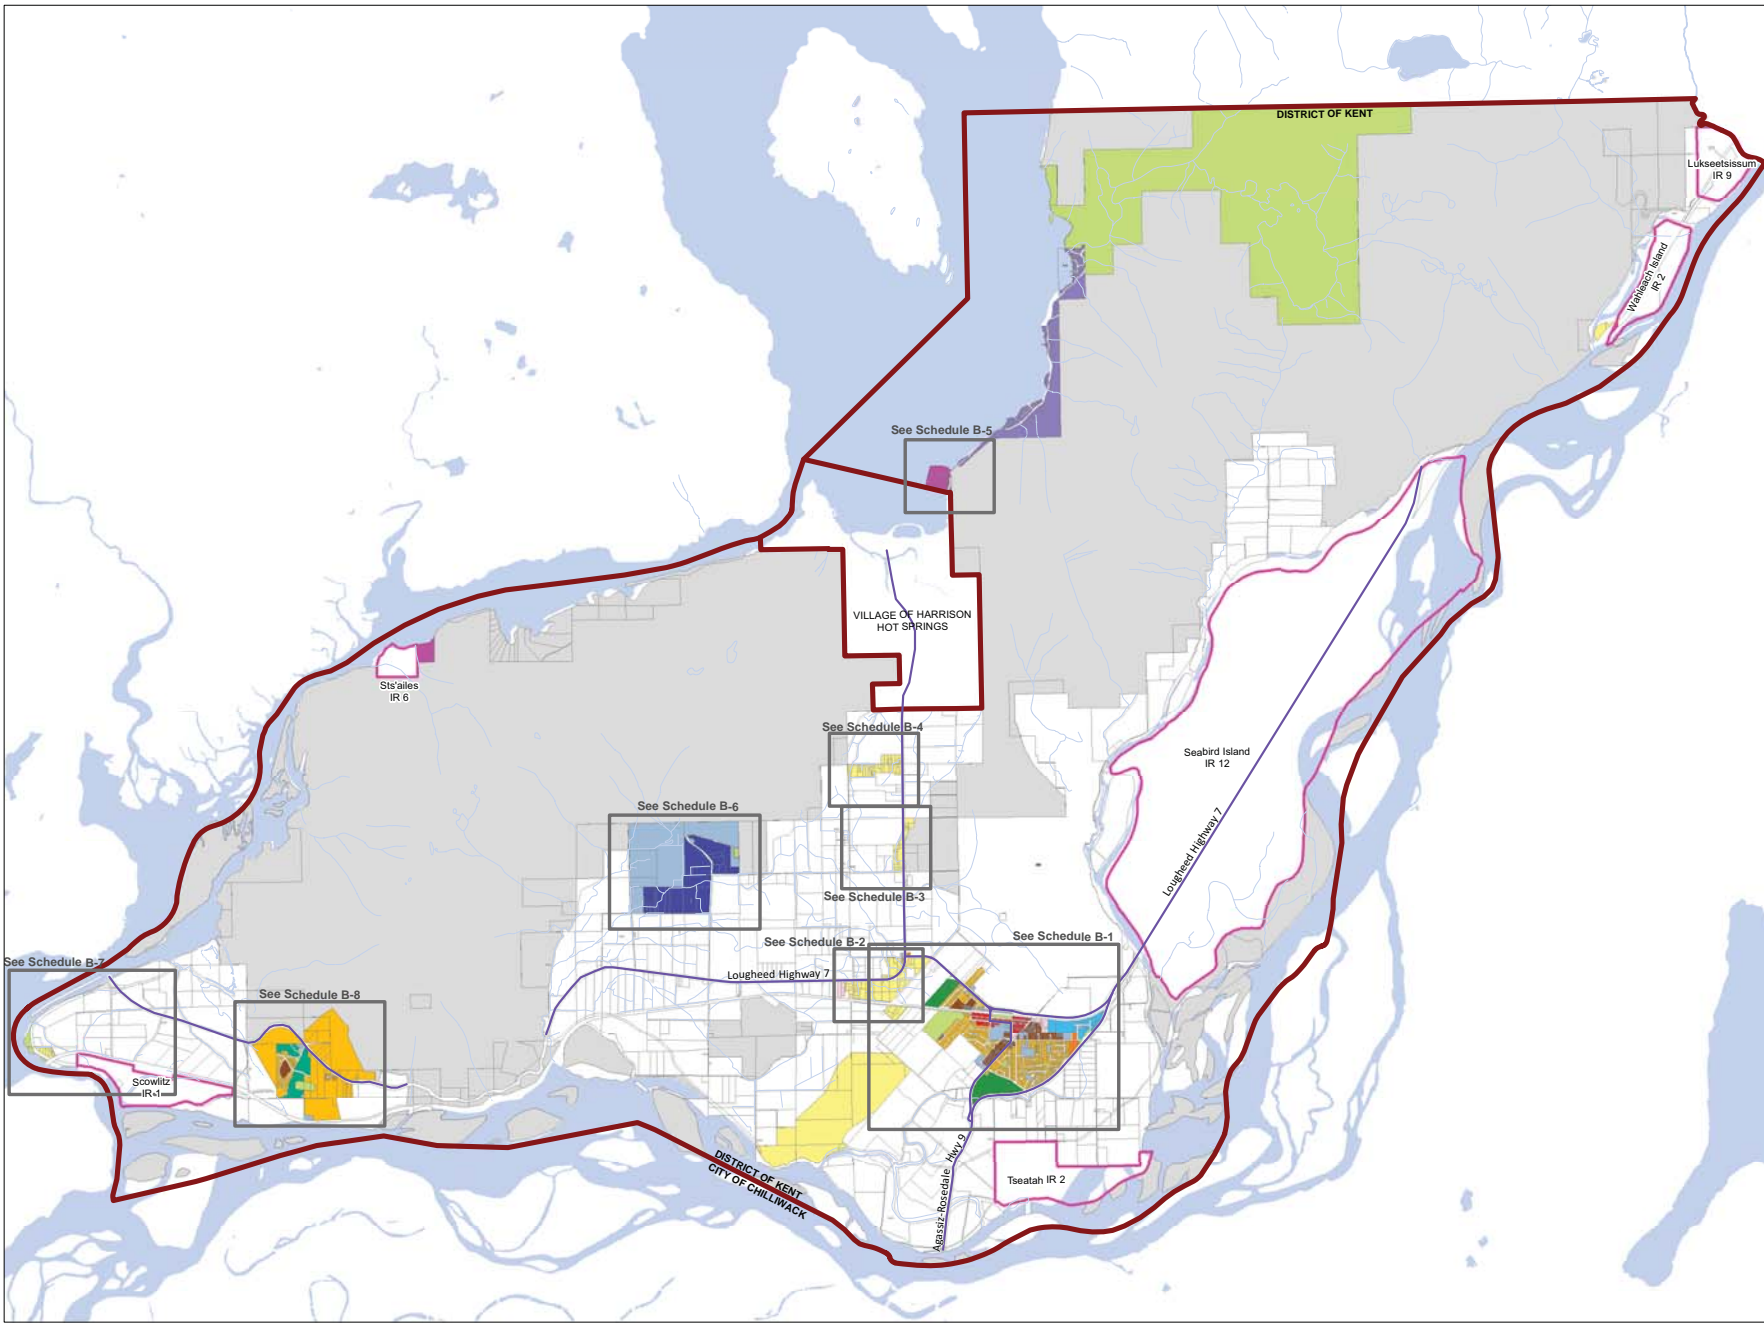 DISTRICT OF KENT
Lukseetsissum
IR 9
Wahleach Island
IR 2
See Schedule B-5
VILLAGE OF HARRISON
HOT SPRINGS
Sts'ailes
IR 6
See Schedule B-4
Seabird Island
IR 12
See Schedule B-6
Lougheed Highway 7
See Schedule B-3
See Schedule B-2
See Schedule B-1
See Schedule B-7
Lougheed Highway 7
See Schedule B-8
Scowlitz
IR 1
DISTRICT OF KENT
CITY OF CHILLIWACK
Agassiz-Rosedale Hwy 9
Tseatah IR 2